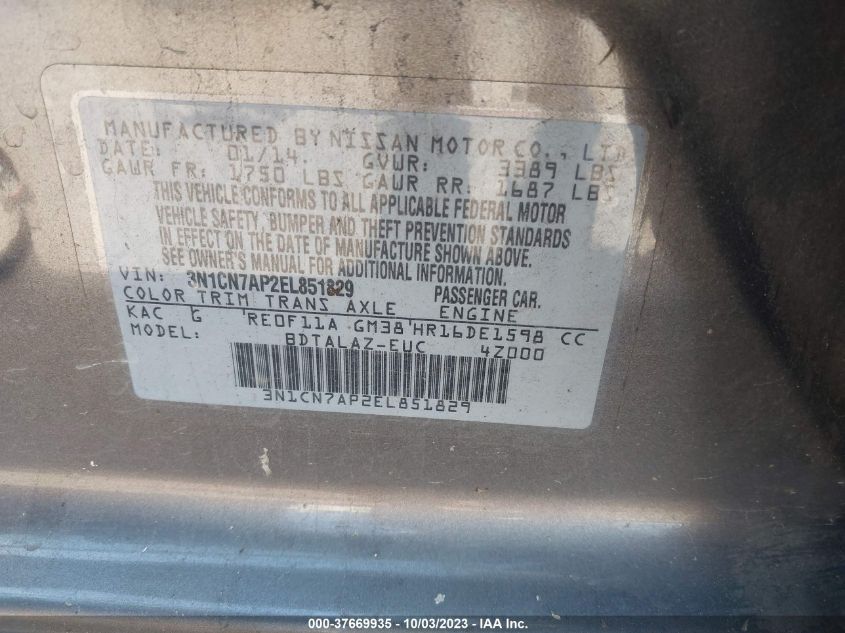 MANUFACTURED BY NISSAN MOTOR CO., LTD
DATE: 01/14. GVWR: 3389 LBS
GAWR FR: 1750 LBS GAWR RR: 1687 LBS
THIS VEHICLE CONFORMS TO ALL APPLICABLE FEDERAL MOTOR
VEHICLE SAFETY, BUMPER AND THEFT PREVENTION STANDARDS
IN EFFECT ON THE DATE OF MANUFACTURE SHOWN ABOVE.
SEE OWNER'S MANUAL FOR ADDITIONAL INFORMATION.
VIN: 3N1CN7AP2EL851829 PASSENGER CAR.
COLOR TRIM TRANS AXLE ENGINE
KAC G RE0F11A GM38 HR16DE1598 CC
MODEL: BDTALAZ-EUC 4Z000
3N1CN7AP2EL851829
000-37669935 - 10/03/2023 - IAA Inc.